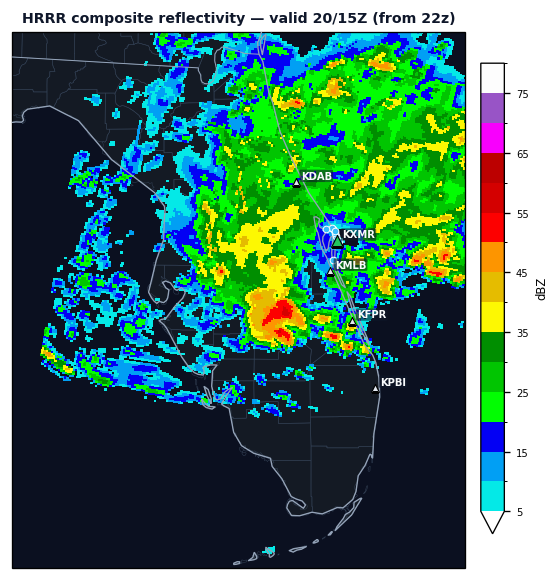 HRRR composite reflectivity — valid 20/15Z (from 22z)
KDAB
KXMR
KMLB
KFPR
KPBI
75
65
55
45
35
25
15
5
dBZ